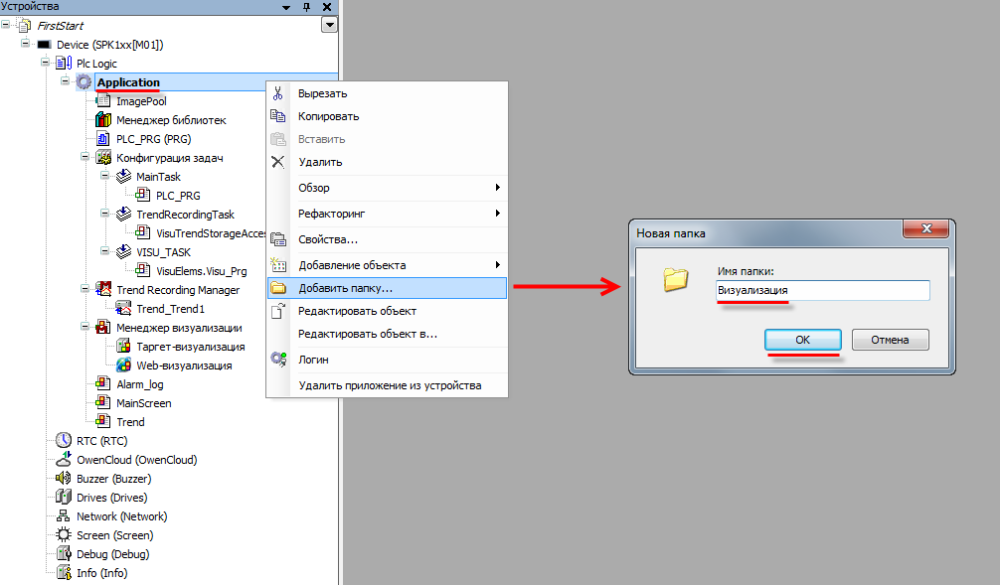 Устройства
FirstStart
Device (SPK1xx[M01])
Plc Logic
Application
ImagePool
Менеджер библиотек
PLC_PRG (PRG)
Конфигурация задач
MainTask
PLC_PRG
TrendRecordingTask
VisuTrendStorageAcces
VISU_TASK
VisuElems.Visu_Prg
Trend Recording Manager
Trend_Trend1
Менеджер визуализации
Таргет-визуализация
Web-визуализация
Alarm_log
MainScreen
Trend
RTC (RTC)
OwenCloud (OwenCloud)
Buzzer (Buzzer)
Drives (Drives)
Network (Network)
Screen (Screen)
Debug (Debug)
Info (Info)
Вырезать
Копировать
Вставить
Удалить
Обзор
Рефакторинг
Свойства...
Добавление объекта
Добавить папку...
Редактировать объект
Редактировать объект в...
Логин
Удалить приложение из устройства
Новая папка
Имя папки:
Визуализация
OK
Отмена